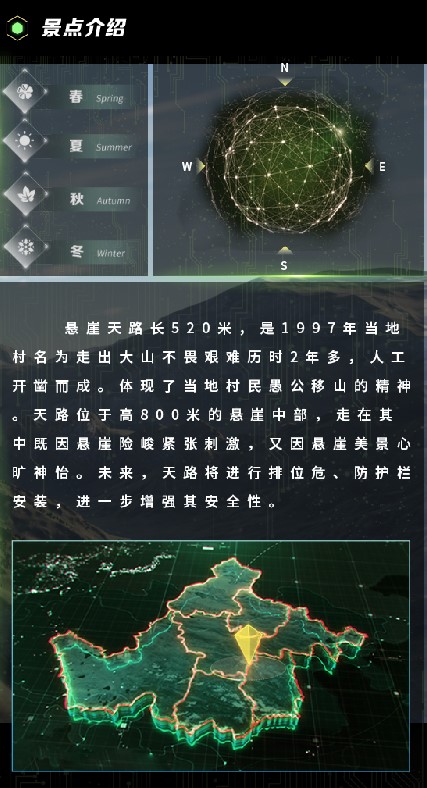 景点介绍
N
春 Spring
夏 Summer
W E
秋 Autumn
冬 Winter
S
悬崖天路长520米，是1997年当地
村名为走出大山不畏艰难历时2年多，人工
开凿而成。体现了当地村民愚公移山的精神
。天路位于高800米的悬崖中部，走在其
中既因悬崖险峻紧张刺激，又因悬崖美景心
旷神怡。未来，天路将进行排位危、防护栏
安装，进一步增强其安全性。